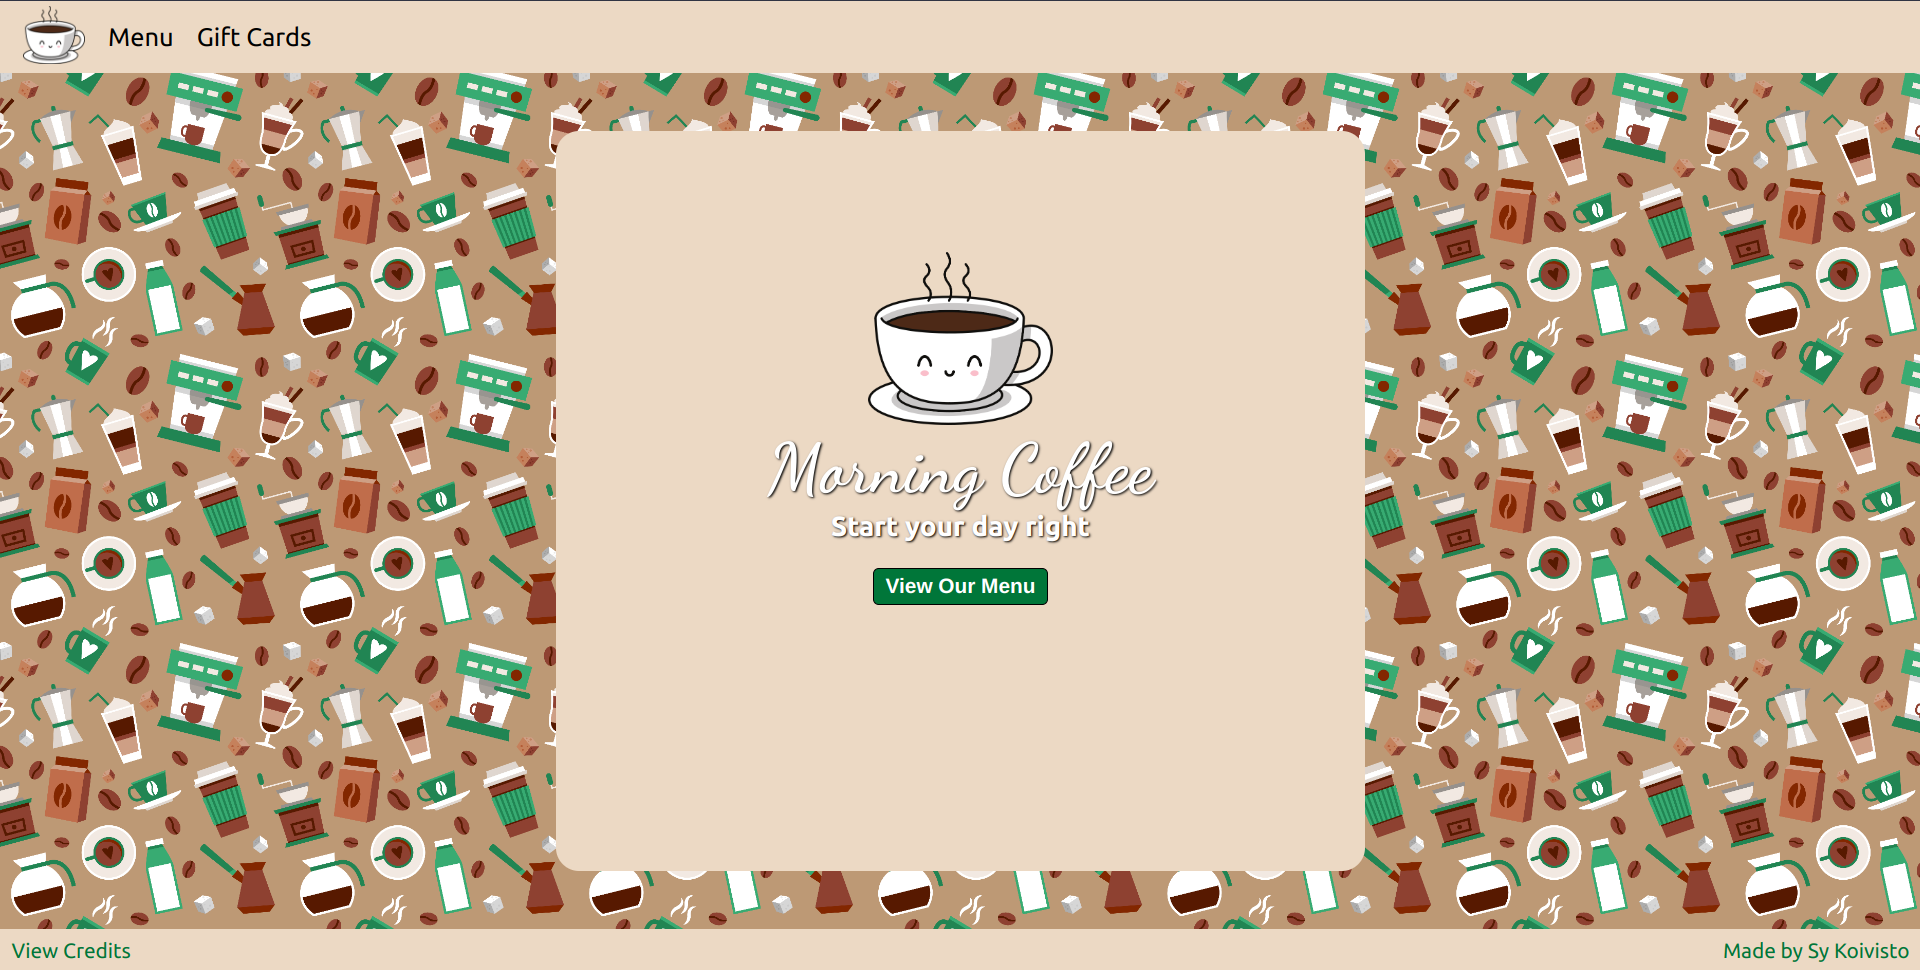 Menu Gift Cards
Morning Coffee
Start your day right
View Our Menu
View Credits
Made by Sy Koivisto